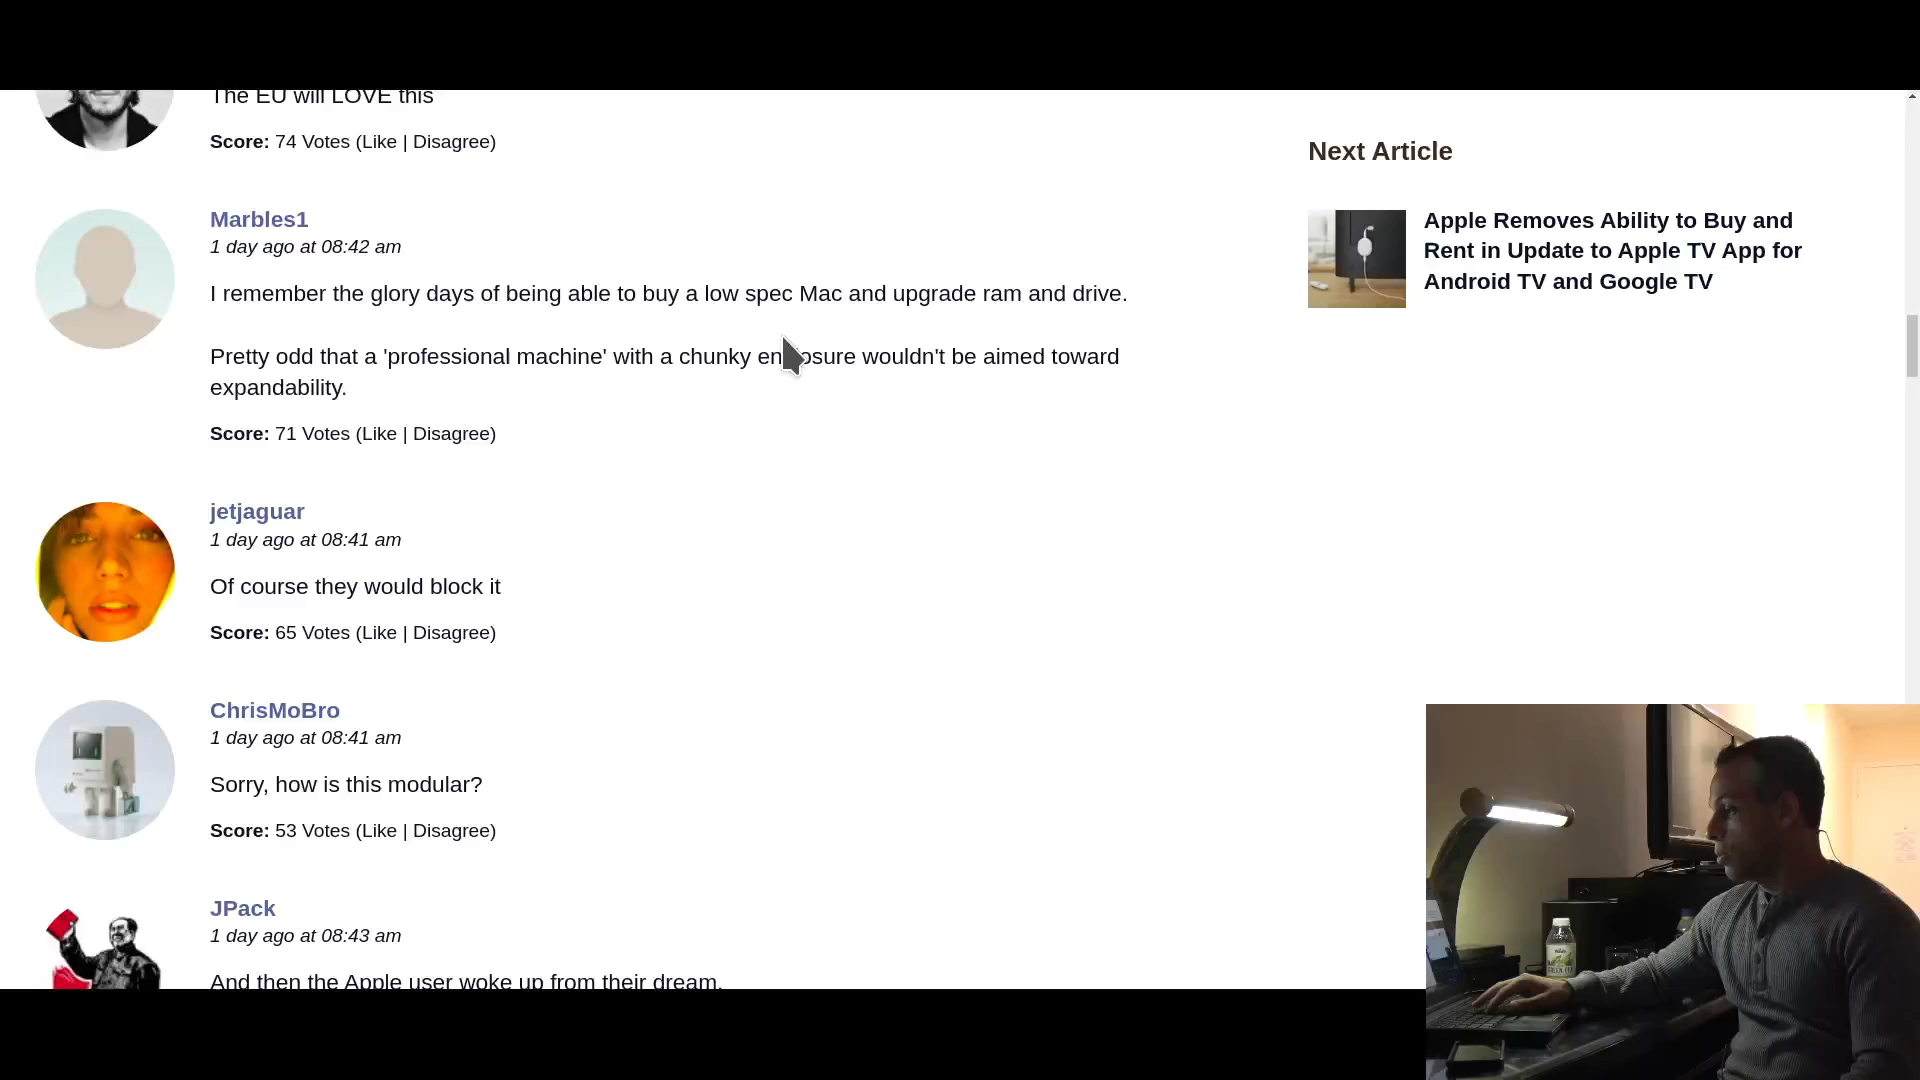 The EU will LOVE this
Score: 74 Votes (Like | Disagree)
Marbles1
1 day ago at 08:42 am
I remember the glory days of being able to buy a low spec Mac and upgrade ram and drive.
Pretty odd that a 'professional machine' with a chunky enclosure wouldn't be aimed toward
expandability.
Score: 71 Votes (Like | Disagree)
jetjaguar
1 day ago at 08:41 am
Of course they would block it
Score: 65 Votes (Like | Disagree)
ChrisMoBro
1 day ago at 08:41 am
Sorry, how is this modular?
Score: 53 Votes (Like | Disagree)
JPack
1 day ago at 08:43 am
And then the Apple user woke up from their dream.
Next Article
Apple Removes Ability to Buy and
Rent in Update to Apple TV App for
Android TV and Google TV